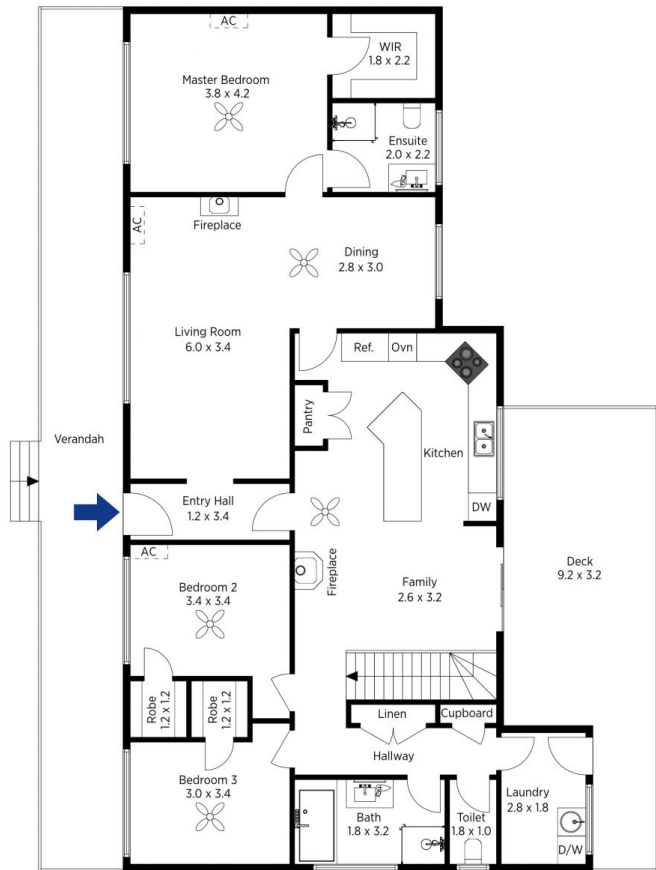 AC
WIR
1.8 x 2.2
Master Bedroom
3.8 x 4.2
Ensuite
2.0 x 2.2
AC
Fireplace
Dining
2.8 x 3.0
Living Room
6.0 x 3.4
Ref.
Ovn
Pantry
Kitchen
Verandah
Entry Hall
1.2 x 3.4
DW
AC
Bedroom 2
3.4 x 3.4
Fireplace
Family
2.6 x 3.2
Deck
9.2 x 3.2
Robe
1.2 x 1.2
Robe
1.2 x 1.2
Linen
Cupboard
Hallway
Bedroom 3
3.0 x 3.4
Bath
1.8 x 3.2
Toilet
1.8 x 1.0
Laundry
2.8 x 1.8
D/W